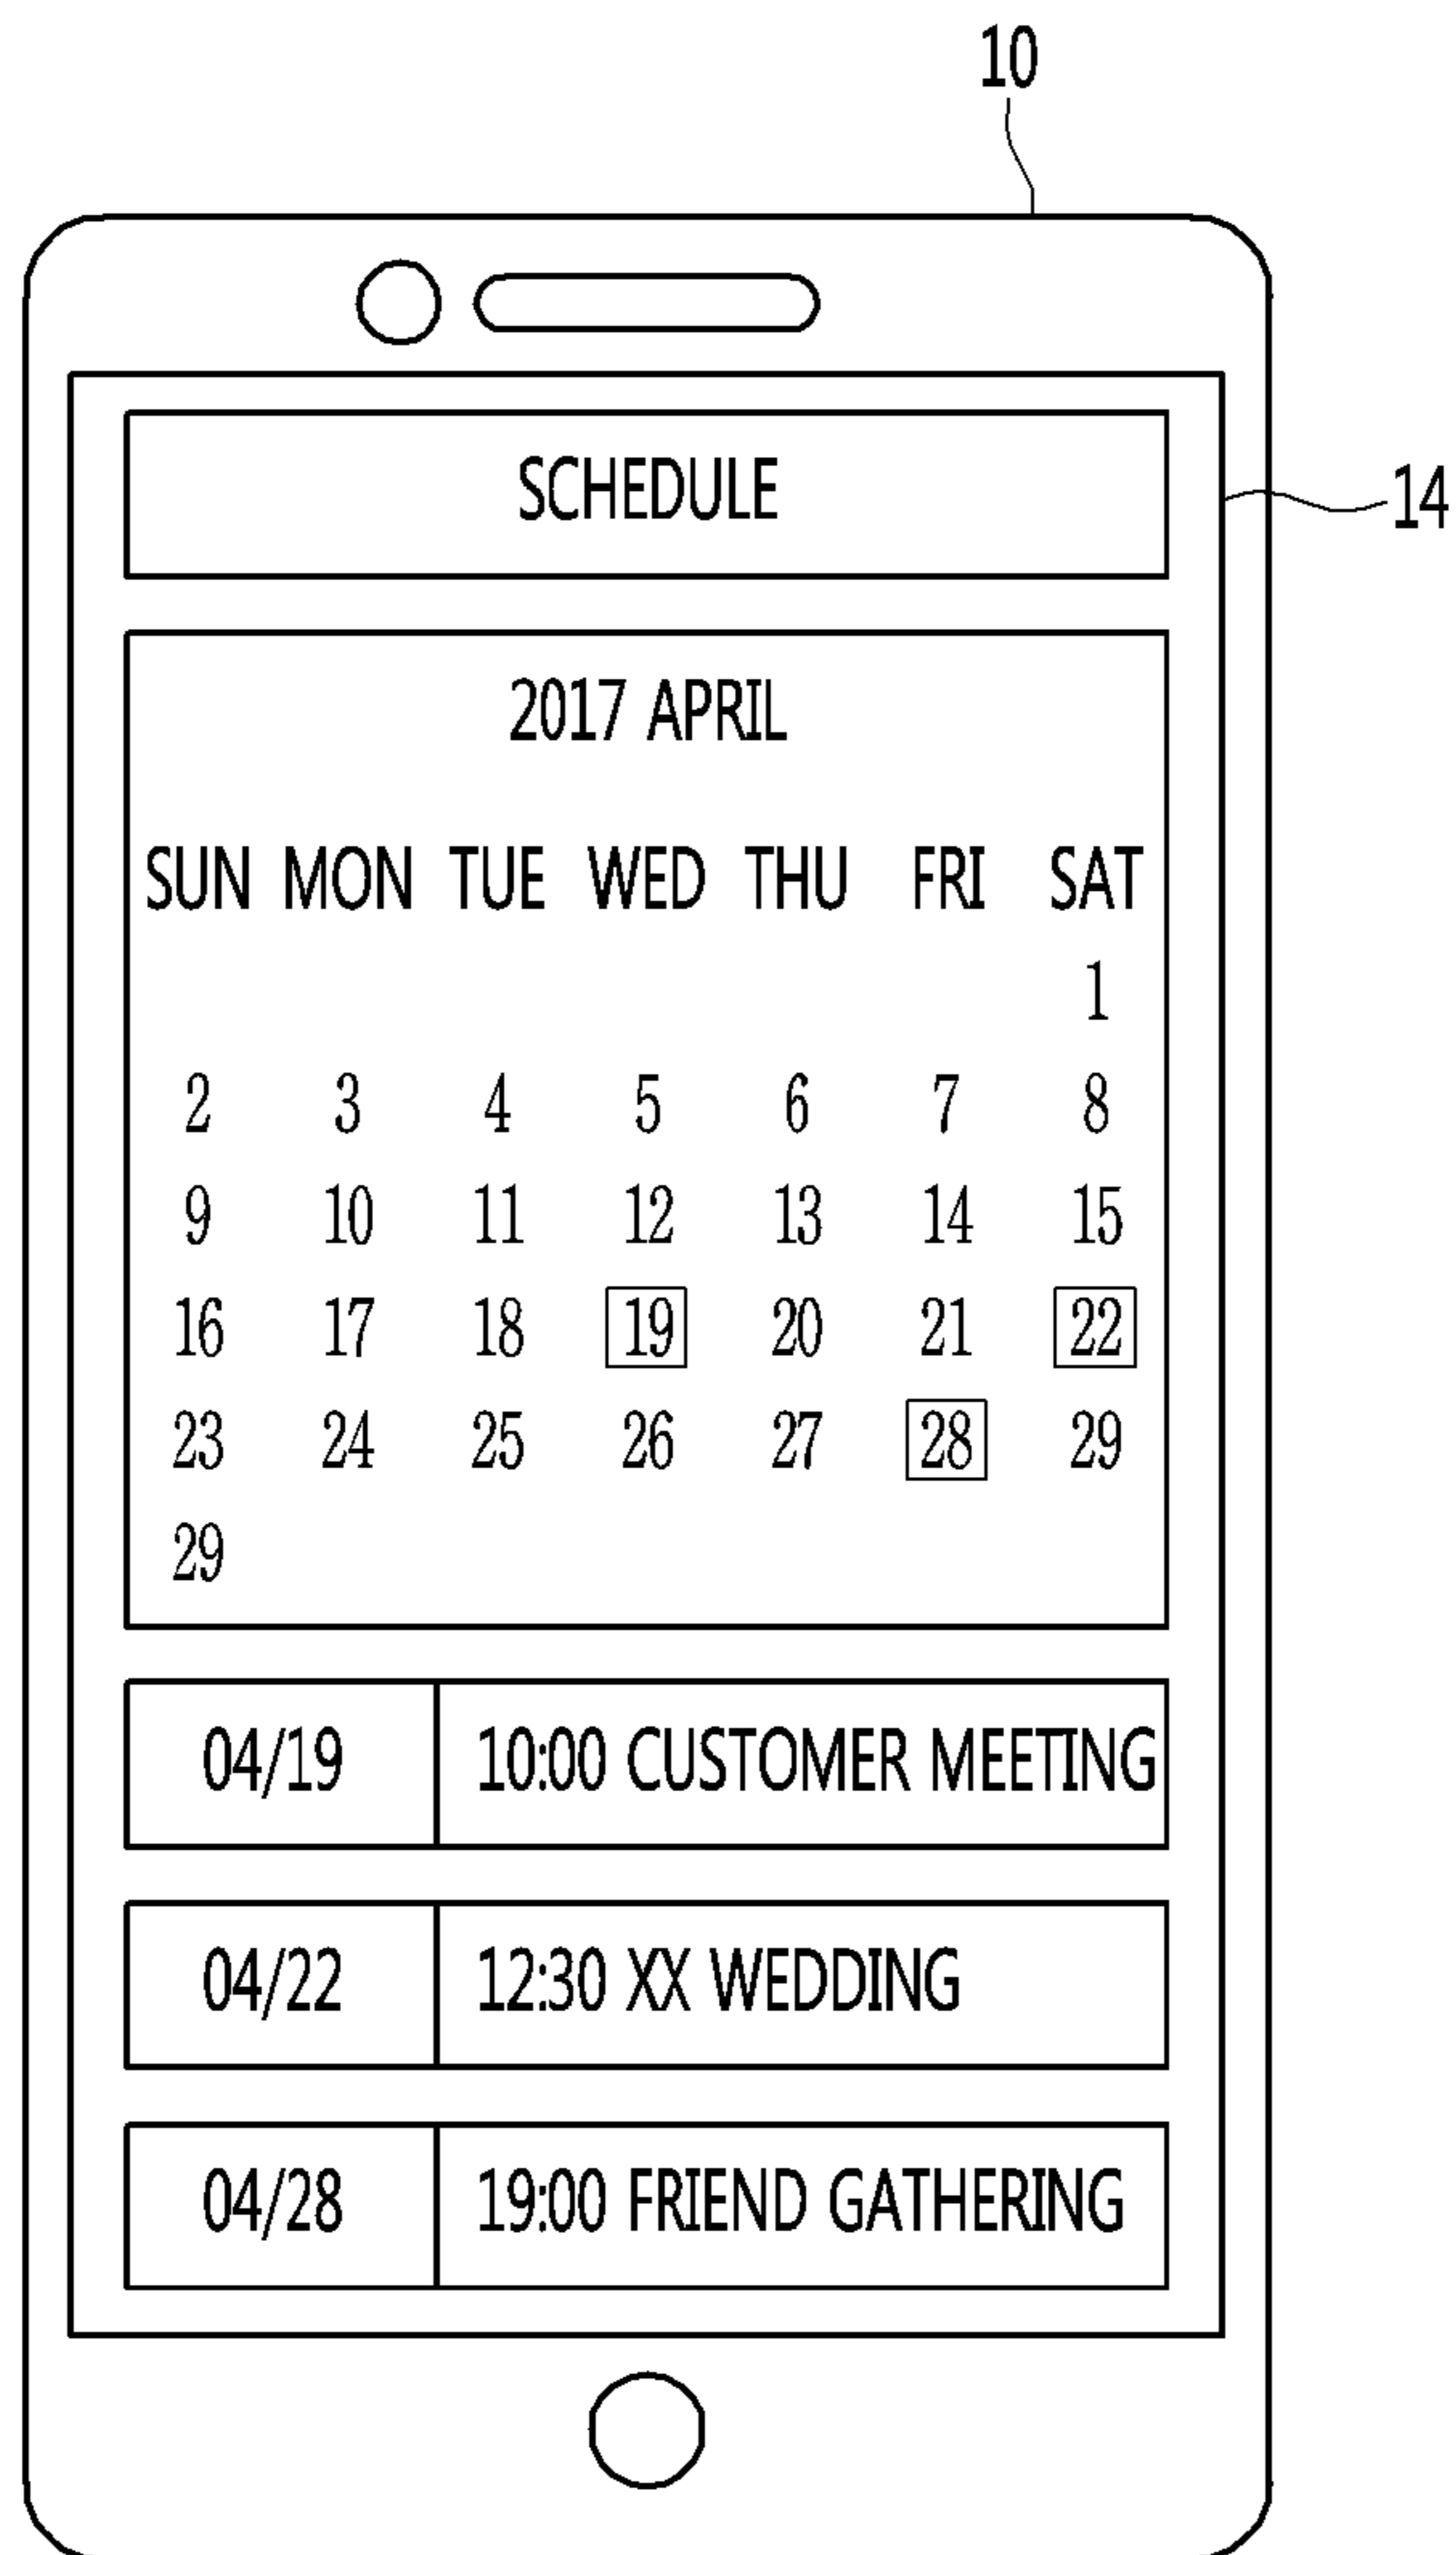 10
14
SCHEDULE
2017 APRIL
SUN MON TUE WED THU FRI SAT
1
2 3 4 5 6 7 8
9 10 11 12 13 14 15
16 17 18 19 20 21 22
23 24 25 26 27 28 29
29
04/19 10:00 CUSTOMER MEETING
04/22 12:30 XX WEDDING
04/28 19:00 FRIEND GATHERING